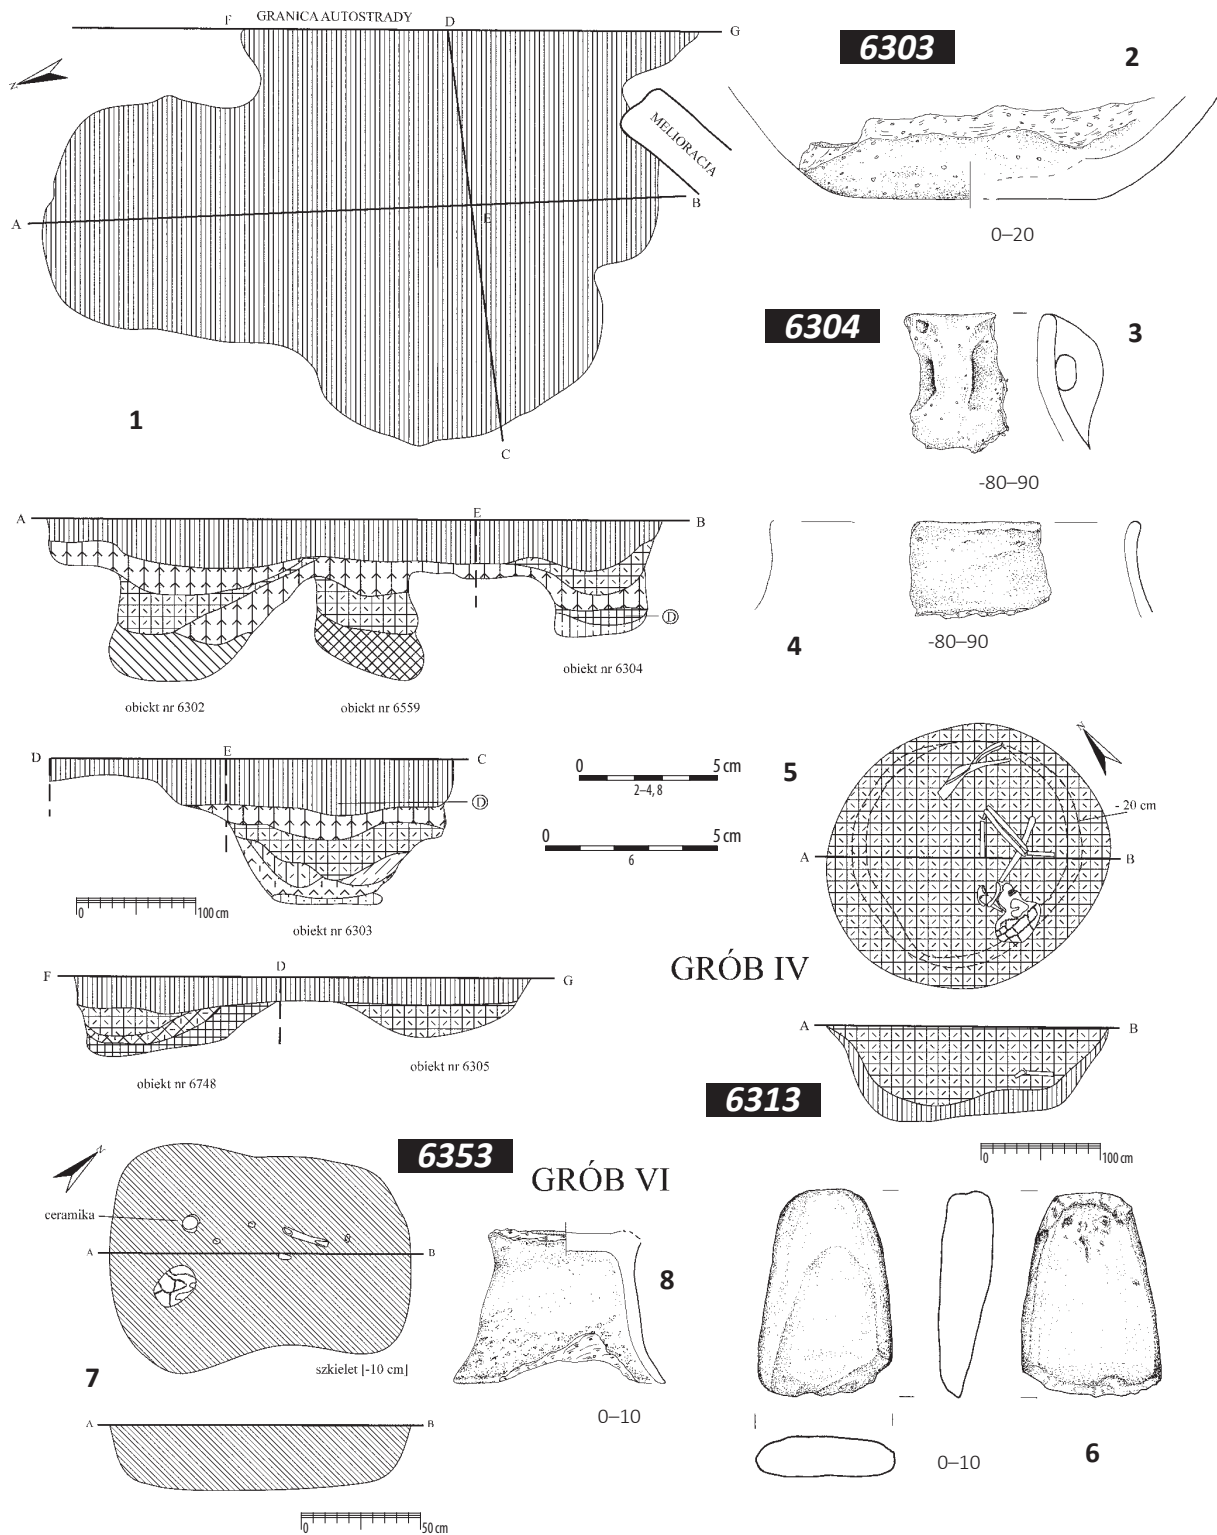 F
GRANICA AUTOSTRADY
D
G
N
MELIORACJA
A
B
E
C
1
6303
2
0–20
6304
3
-80–90
4
-80–90
A
E
B
D
obiekt nr 6304
obiekt nr 6302
obiekt nr 6559
D
E
C
D
0 100 cm
obiekt nr 6303
0 5 cm
2–4, 8
0 5 cm
6
F
D
G
obiekt nr 6748
obiekt nr 6305
5
N
- 20 cm
A
B
GRÓB IV
A
B
6313
0 100 cm
6353
GRÓB VI
N
ceramika
A
B
szkielet [-10 cm]
7
A
B
0 50 cm
8
0–10
0–10
6